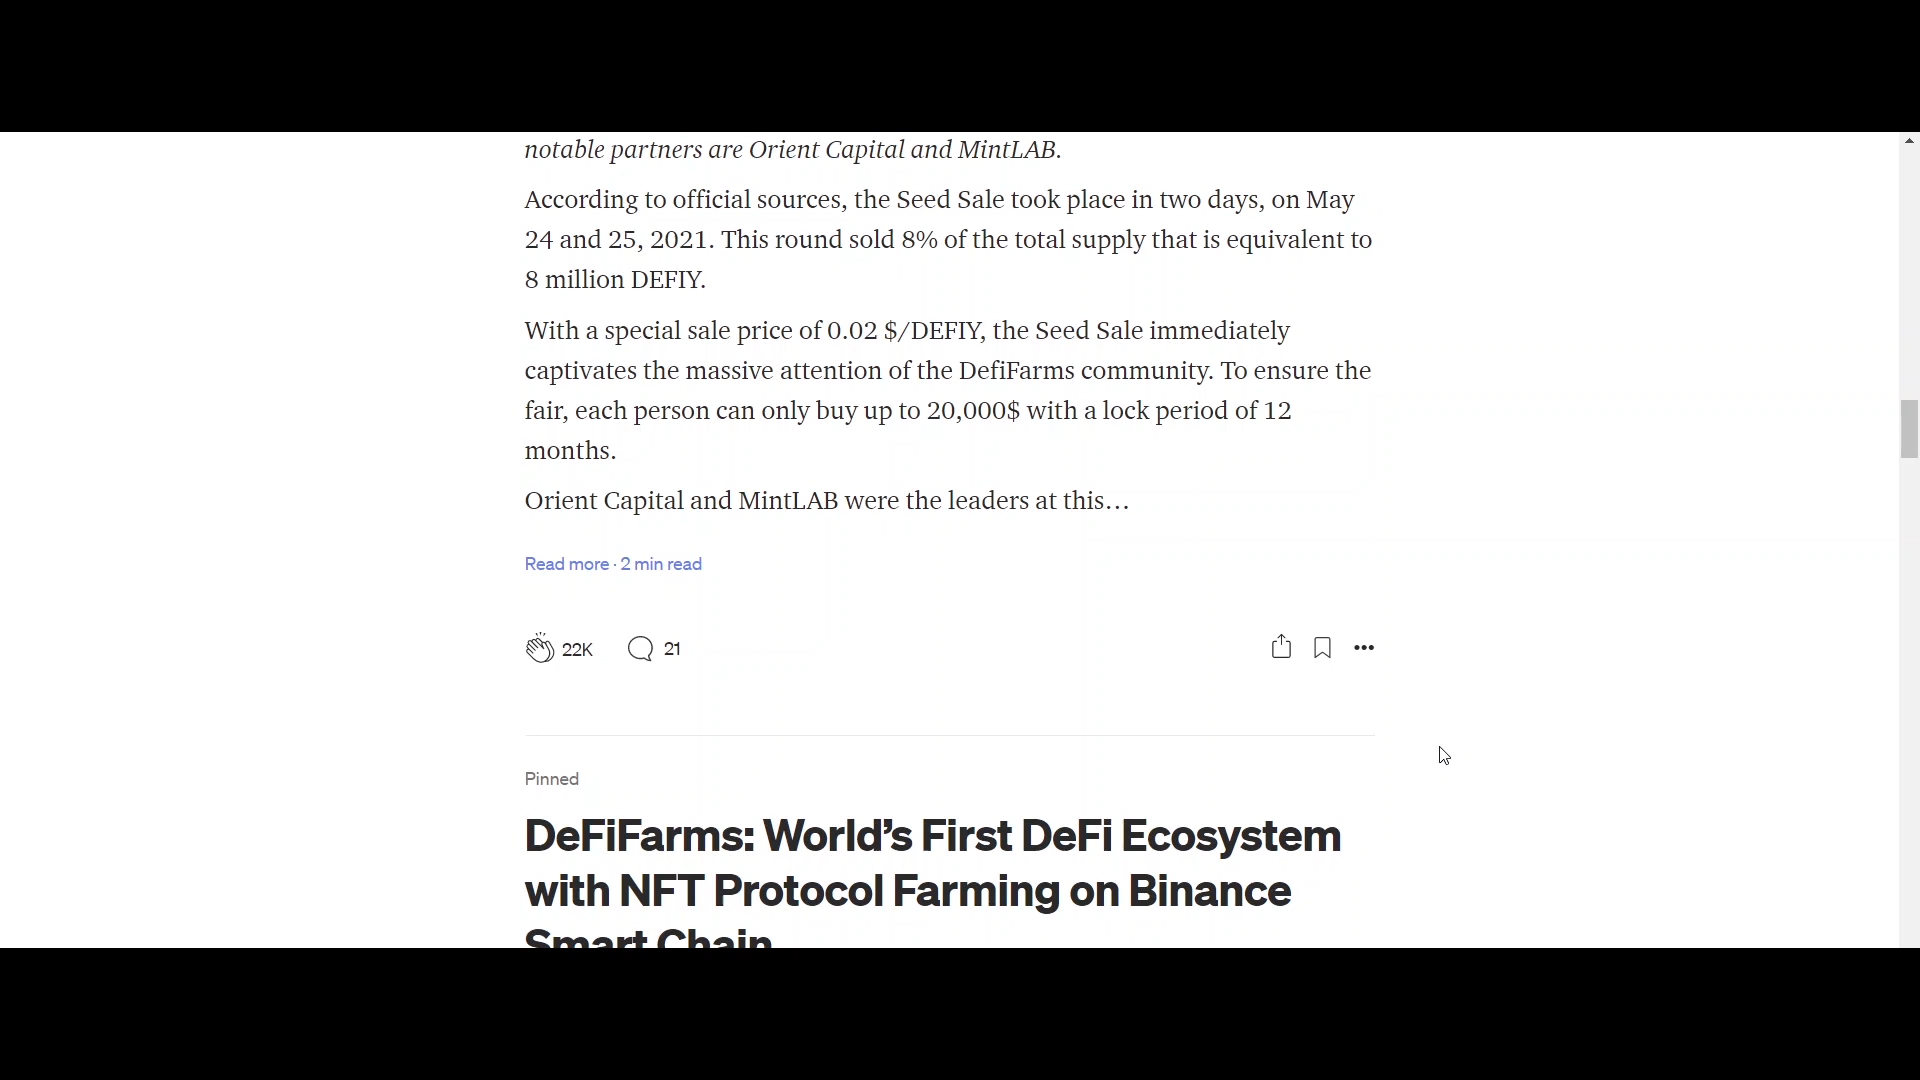 notable partners are Orient Capital and MintLAB.
According to official sources, the Seed Sale took place in two days, on May
24 and 25, 2021. This round sold 8% of the total supply that is equivalent to
8 million DEFIY.
With a special sale price of 0.02 $/DEFIY, the Seed Sale immediately
captivates the massive attention of the DefiFarms community. To ensure the
fair, each person can only buy up to 20,000$ with a lock period of 12
months.
Orient Capital and MintLAB were the leaders at this…
Read more · 2 min read
22K 21
Pinned
DeFiFarms: World’s First DeFi Ecosystem
with NFT Protocol Farming on Binance
Smart Chain